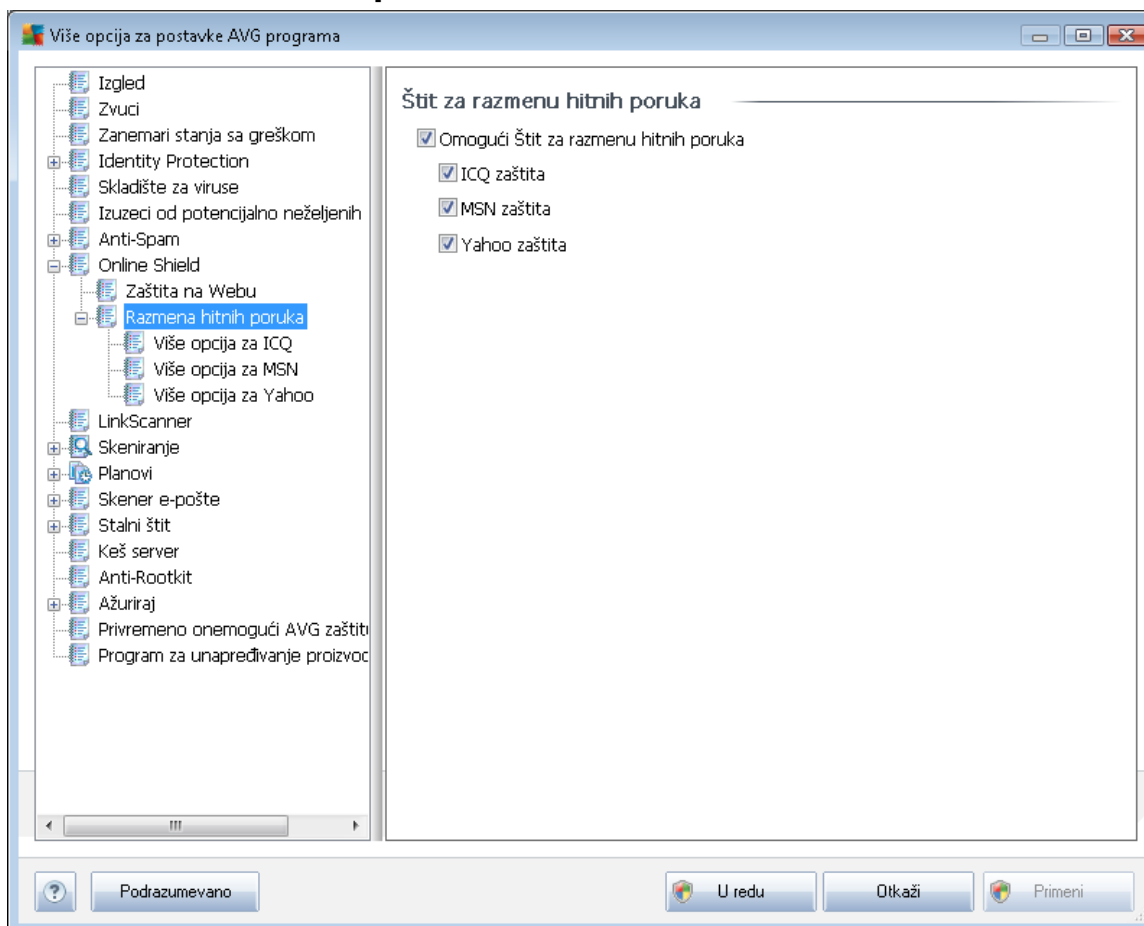 Više opcija za postavke AVG programa
Izgled
Zvuci
Zanemari stanja sa greškom
Identity Protection
Skladište za viruse
Izuzeci od potencijalno neželjenih
Anti-Spam
Online Shield
Zaštita na Webu
Razmena hitnih poruka
Više opcija za ICQ
Više opcija za MSN
Više opcija za Yahoo
LinkScanner
Skeniranje
Planovi
Skener e-pošte
Stalni štit
Keš server
Anti-Rootkit
Ažuriraj
Privremeno onemogući AVG zaštit
Program za unapređivanje proizvoc
Štit za razmenu hitnih poruka
Omogući Štit za razmenu hitnih poruka
ICQ zaštita
MSN zaštita
Yahoo zaštita
Podrazumevano
U redu
Otkaži
Primeni